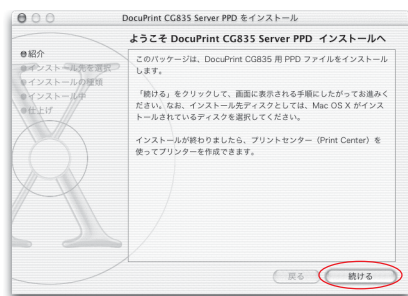 DocuPrint CG835 Server PPD をインストール
ようこそ DocuPrint CG835 Server PPD インストールへ
紹介
インストール先を選択
インストールの種類
インストール中
仕上げ
このパッケージは、DocuPrint CG835 用 PPD ファイルをインストール
します。
「続ける」をクリックして、画面に表示される手順にしたがってお進みく
ださい。なお、インストール先ディスクとしては、Mac OS X がインス
トールされているディスクを選択してください。
インストールが終わりましたら、プリントセンター (Print Center) を
使ってプリンターを作成できます。
戻る
続ける